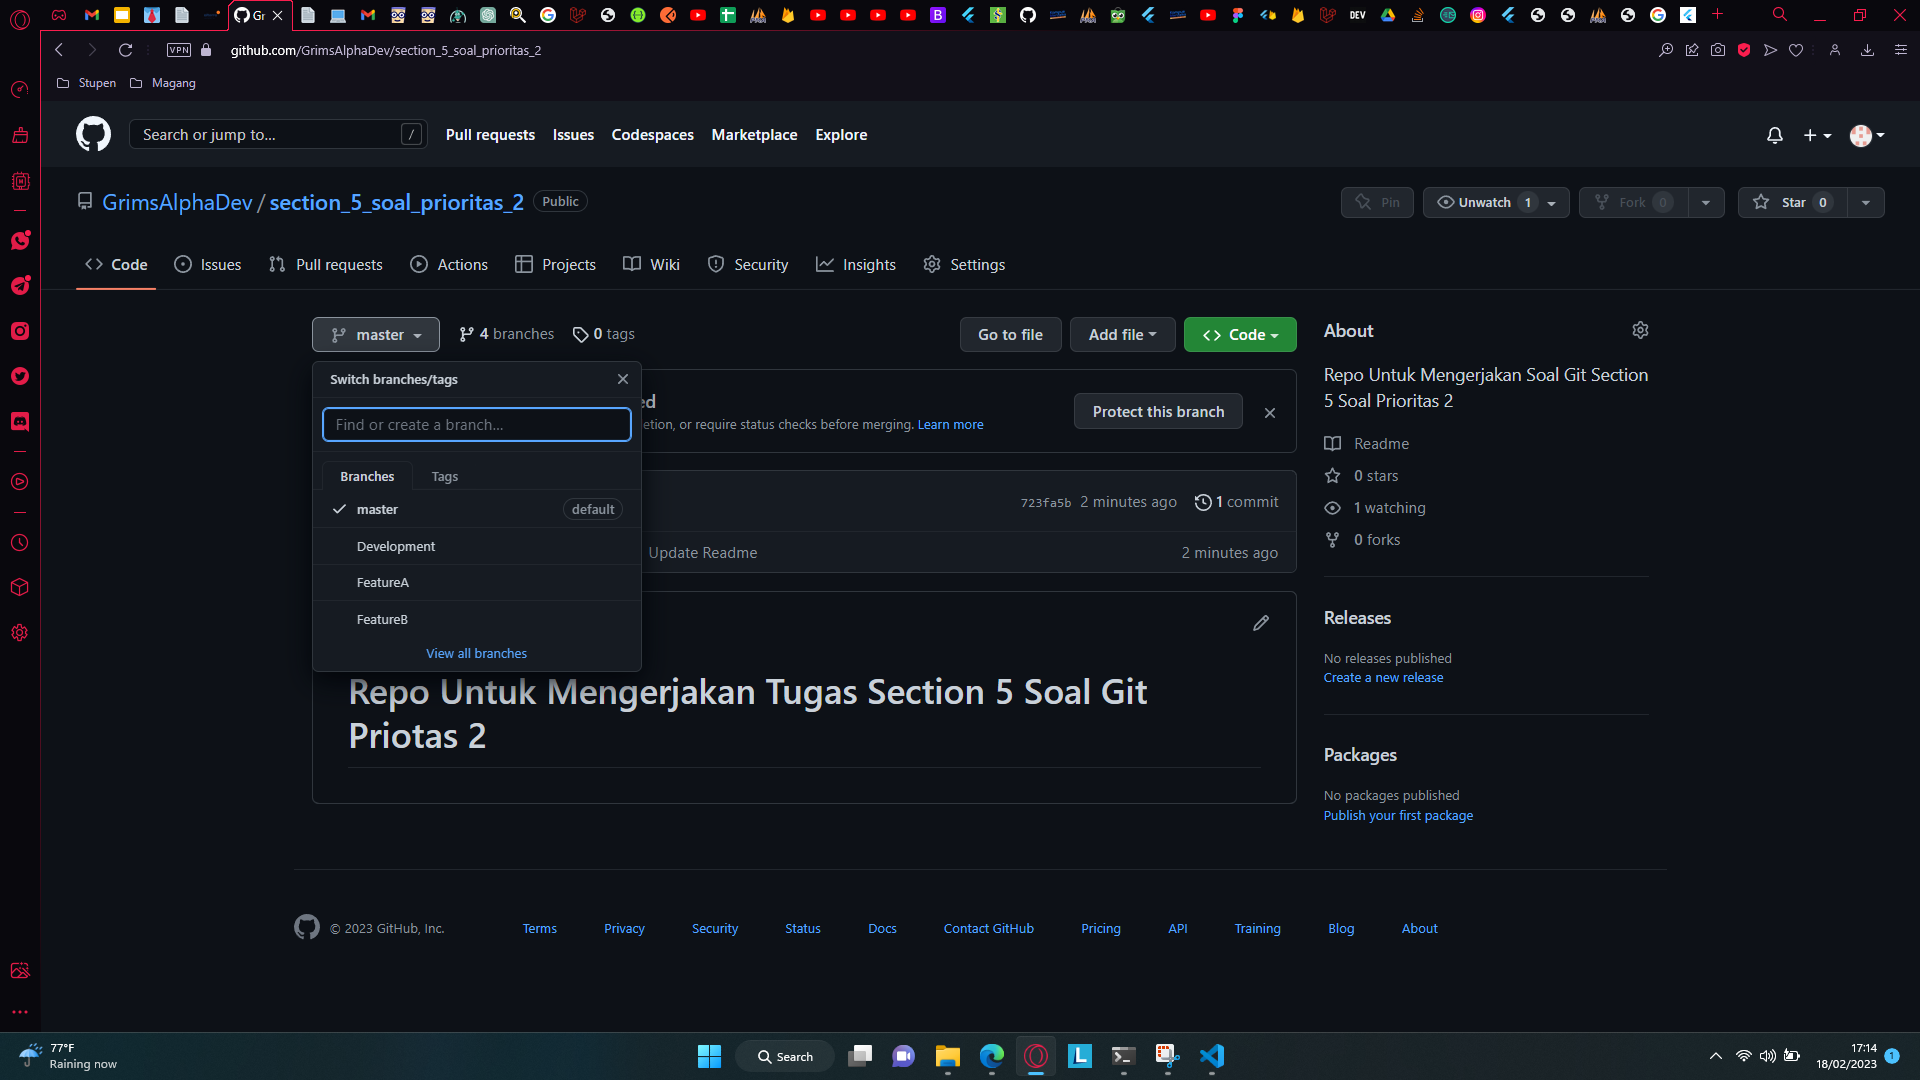 Gr
DEV
VPN
github.com/GrimsAlphaDev/section_5_soal_prioritas_2
Stupen
Magang
Search or jump to...
/
Pull requests
Issues
Codespaces
Marketplace
Explore
GrimsAlphaDev / section_5_soal_prioritas_2
Public
Pin
Unwatch 1
Fork 0
Star 0
Code
Issues
Pull requests
Actions
Projects
Wiki
Security
Insights
Settings
master
4 branches
0 tags
Go to file
Add file
Code
Switch branches/tags
Find or create a branch...
Branches
Tags
master
default
Development
FeatureA
FeatureB
View all branches
ed
etion, or require status checks before merging. Learn more
Protect this branch
723fa5b 2 minutes ago
1 commit
Update Readme
2 minutes ago
Repo Untuk Mengerjakan Tugas Section 5 Soal Git
Priotas 2
About
Repo Untuk Mengerjakan Soal Git Section
5 Soal Prioritas 2
Readme
0 stars
1 watching
0 forks
Releases
No releases published
Create a new release
Packages
No packages published
Publish your first package
© 2023 GitHub, Inc.
Terms
Privacy
Security
Status
Docs
Contact GitHub
Pricing
API
Training
Blog
About
77°F
Raining now
Search
L
17:14
18/02/2023
1